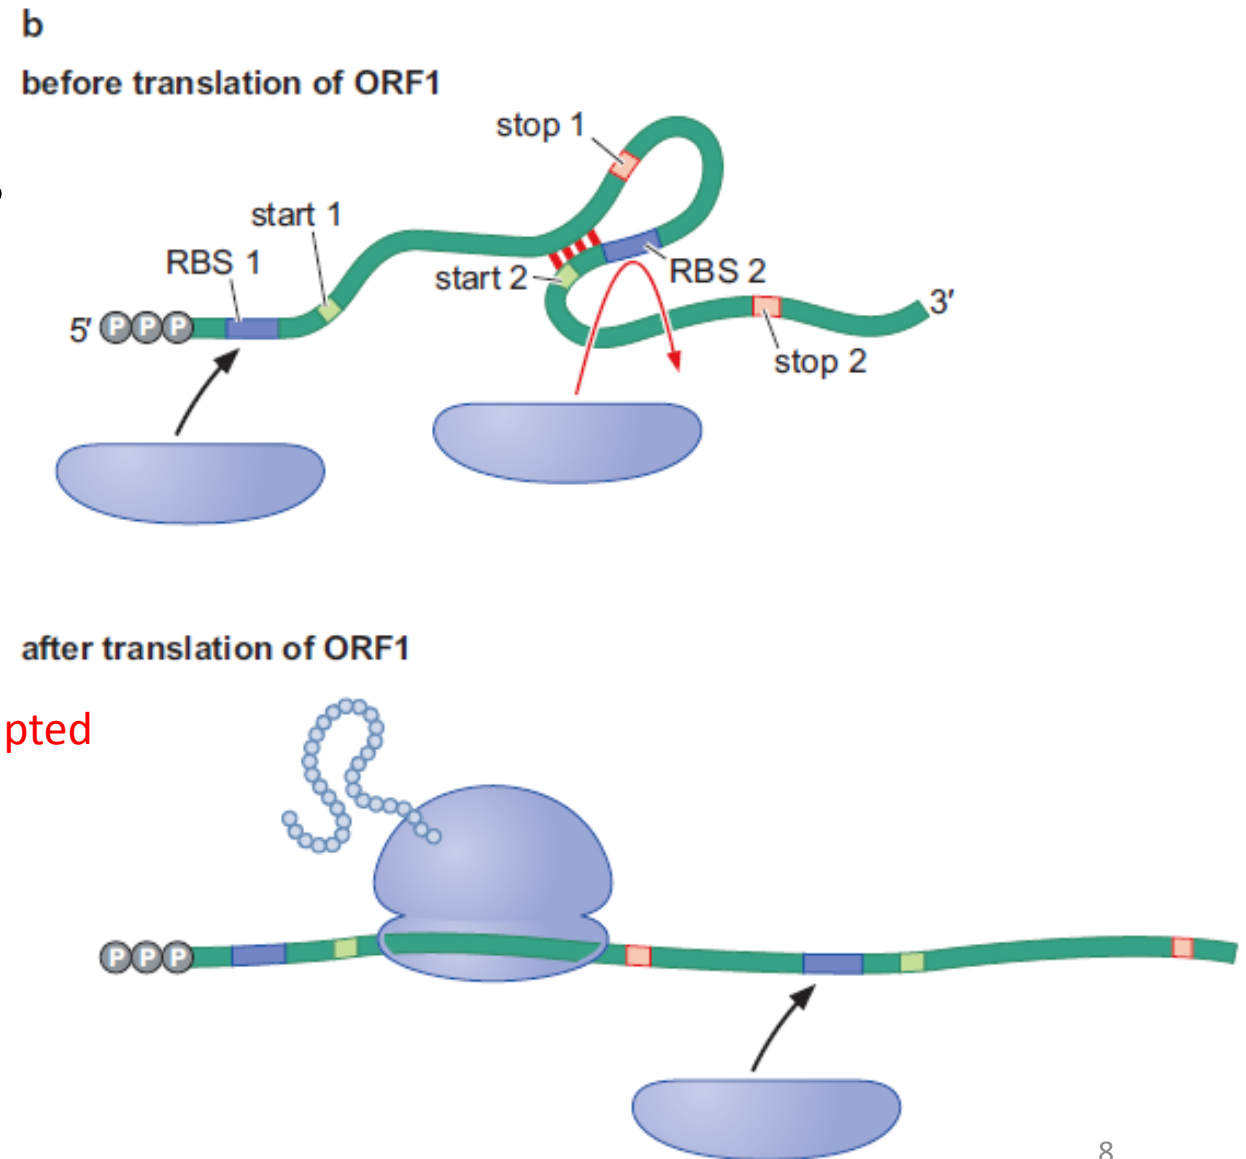 b
before translation of ORF1
stop 1
start 1
RBS 1
start 2
RBS 2
5′ P P P
3′
stop 2
after translation of ORF1
pted
P P P
8